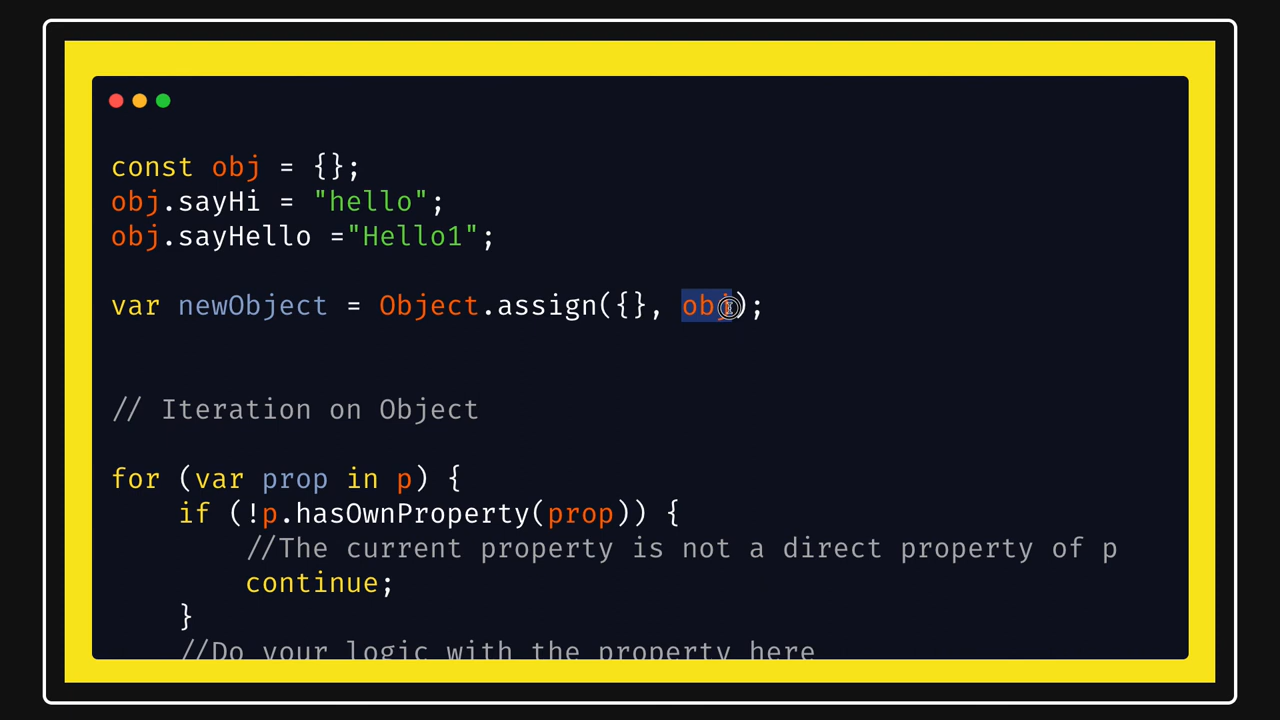 const obj = {};
obj.sayHi = "hello";
obj.sayHello ="Hello1";
var newObject = Object.assign({}, obj);
// Iteration on Object
for (var prop in p) {
    if (!p.hasOwnProperty(prop)) {
        //The current property is not a direct property of p
        continue;
    }
    //Do your logic with the property here